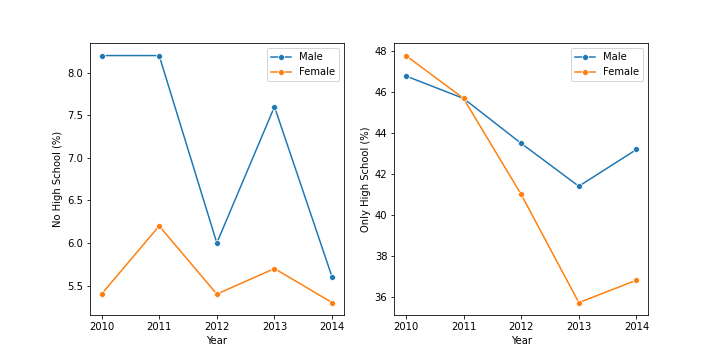 No High School (%)
8.0
7.5
7.0
6.5
6.0
5.5
2010 2011 2012 2013 2014
Year
Male
Female
Only High School (%)
48
46
44
42
40
38
36
2010 2011 2012 2013 2014
Year
Male
Female